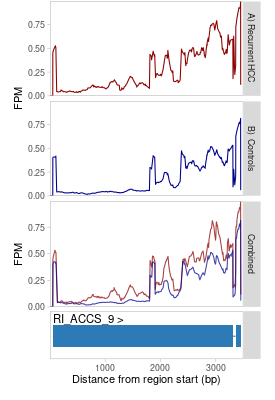 0.75
0.50
0.25
0.00
FPM
A) Recurrent HCC
0.75
0.50
0.25
0.00
B) Controls
0.75
0.50
0.25
0.00
FPM
Combined
RI_ACCS_9 >
1000 2000 3000
Distance from region start (bp)